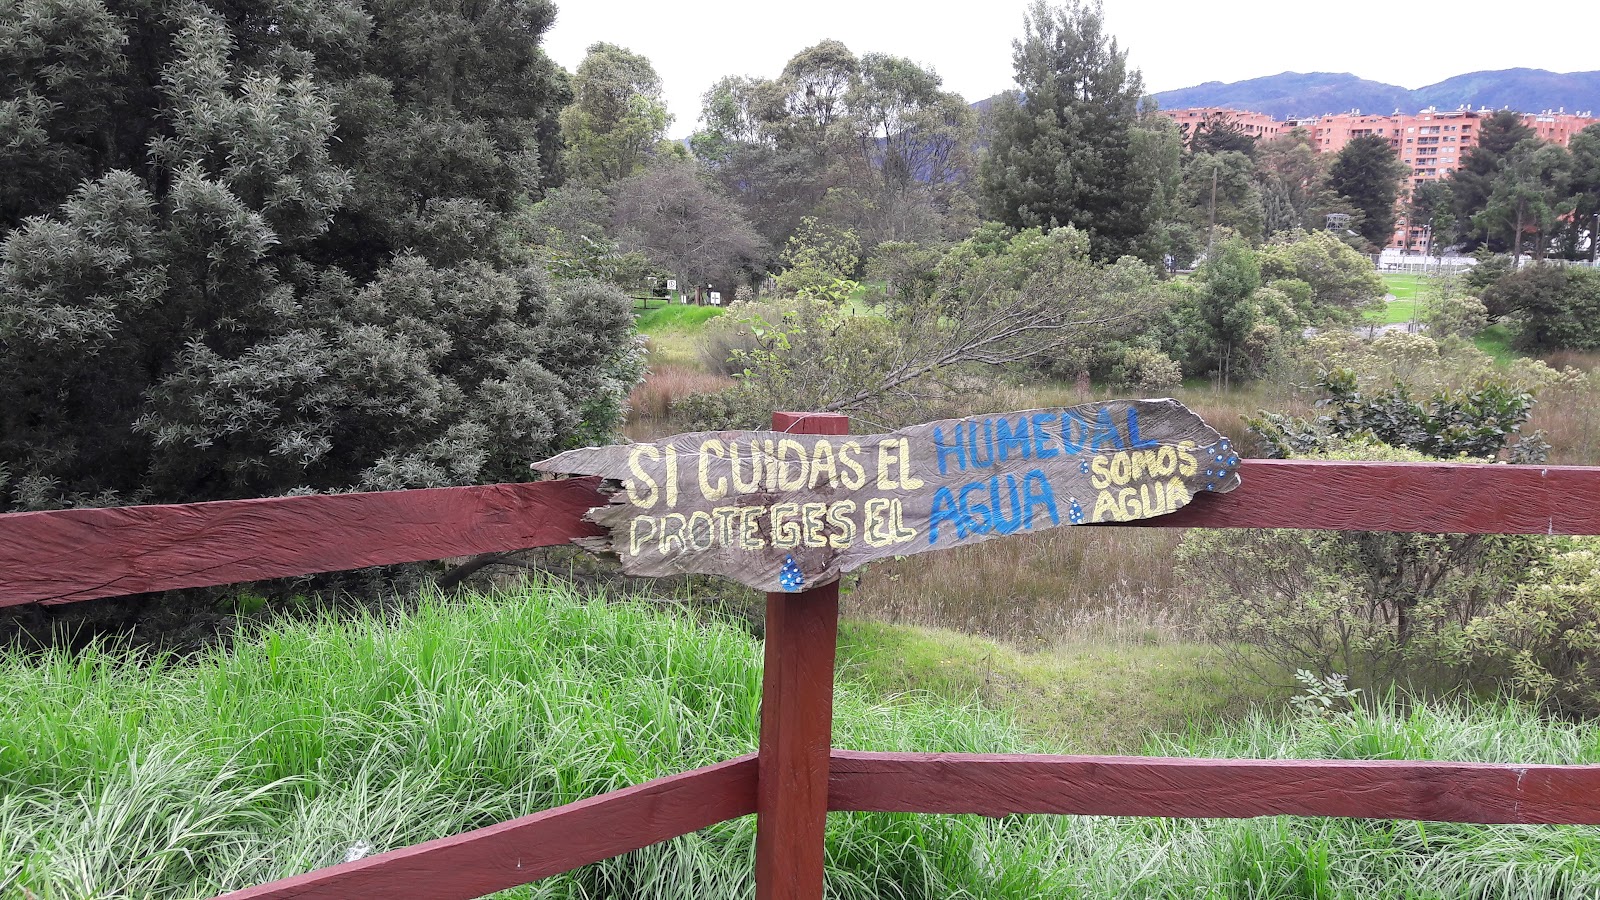 SI CUIDAS EL HUMEDAL
PROTEGES EL AGUA
SOMOS
AGUA